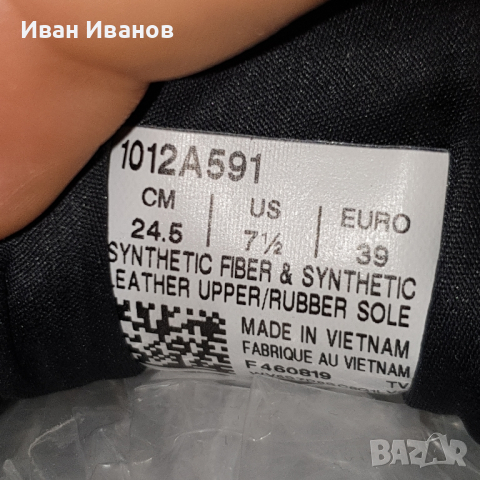 Иван Иванов
1012A591
CM US EURO
24.5 7½ 39
SYNTHETIC FIBER & SYNTHETIC
LEATHER UPPER/RUBBER SOLE
MADE IN VIETNAM
FABRIQUE AU VIETNAM
F460819 TV
BAZAR